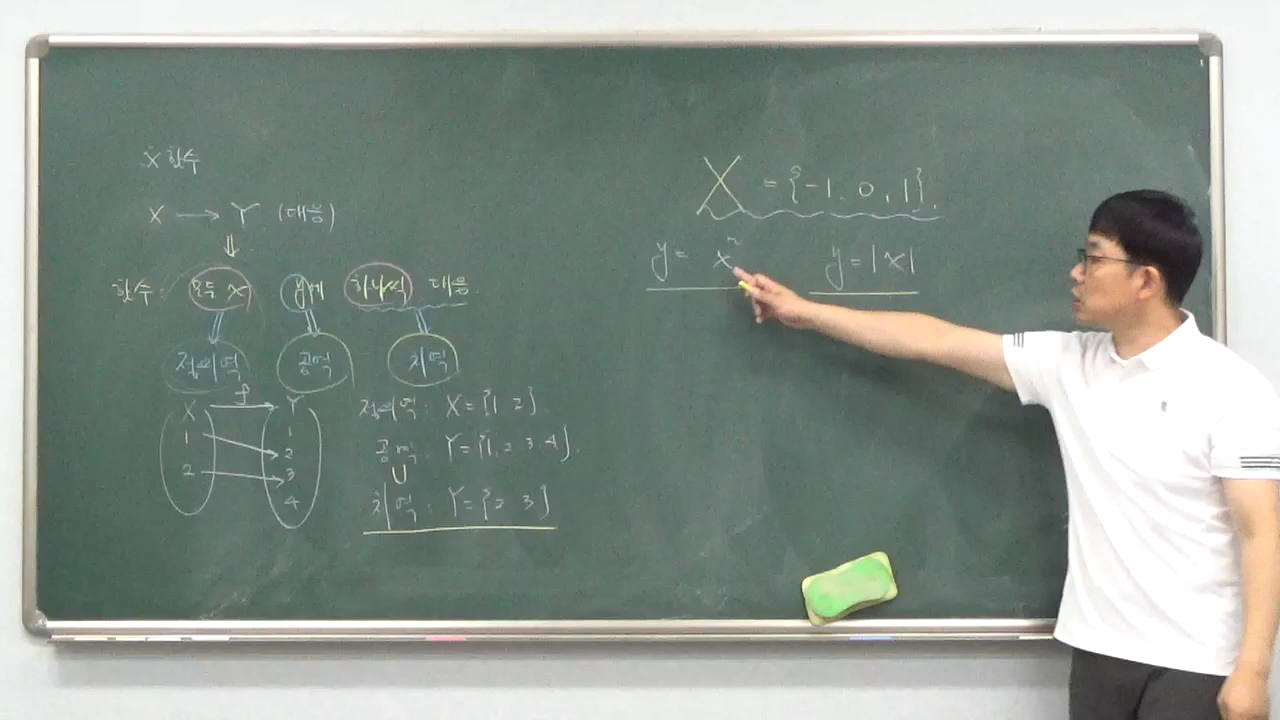 ※ 함수
X → Y (대응)
⇓
함수: 모든 x y에 하나씩 대응
정의역 공역 치역
f
X Y
1 1
2 2
3
4
정의역: X={1, 2}
공역: Y={1, 2, 3, 4}.
∪
치역: Y={2, 3}
X = {-1, 0, 1}.
y = x² y = |x|